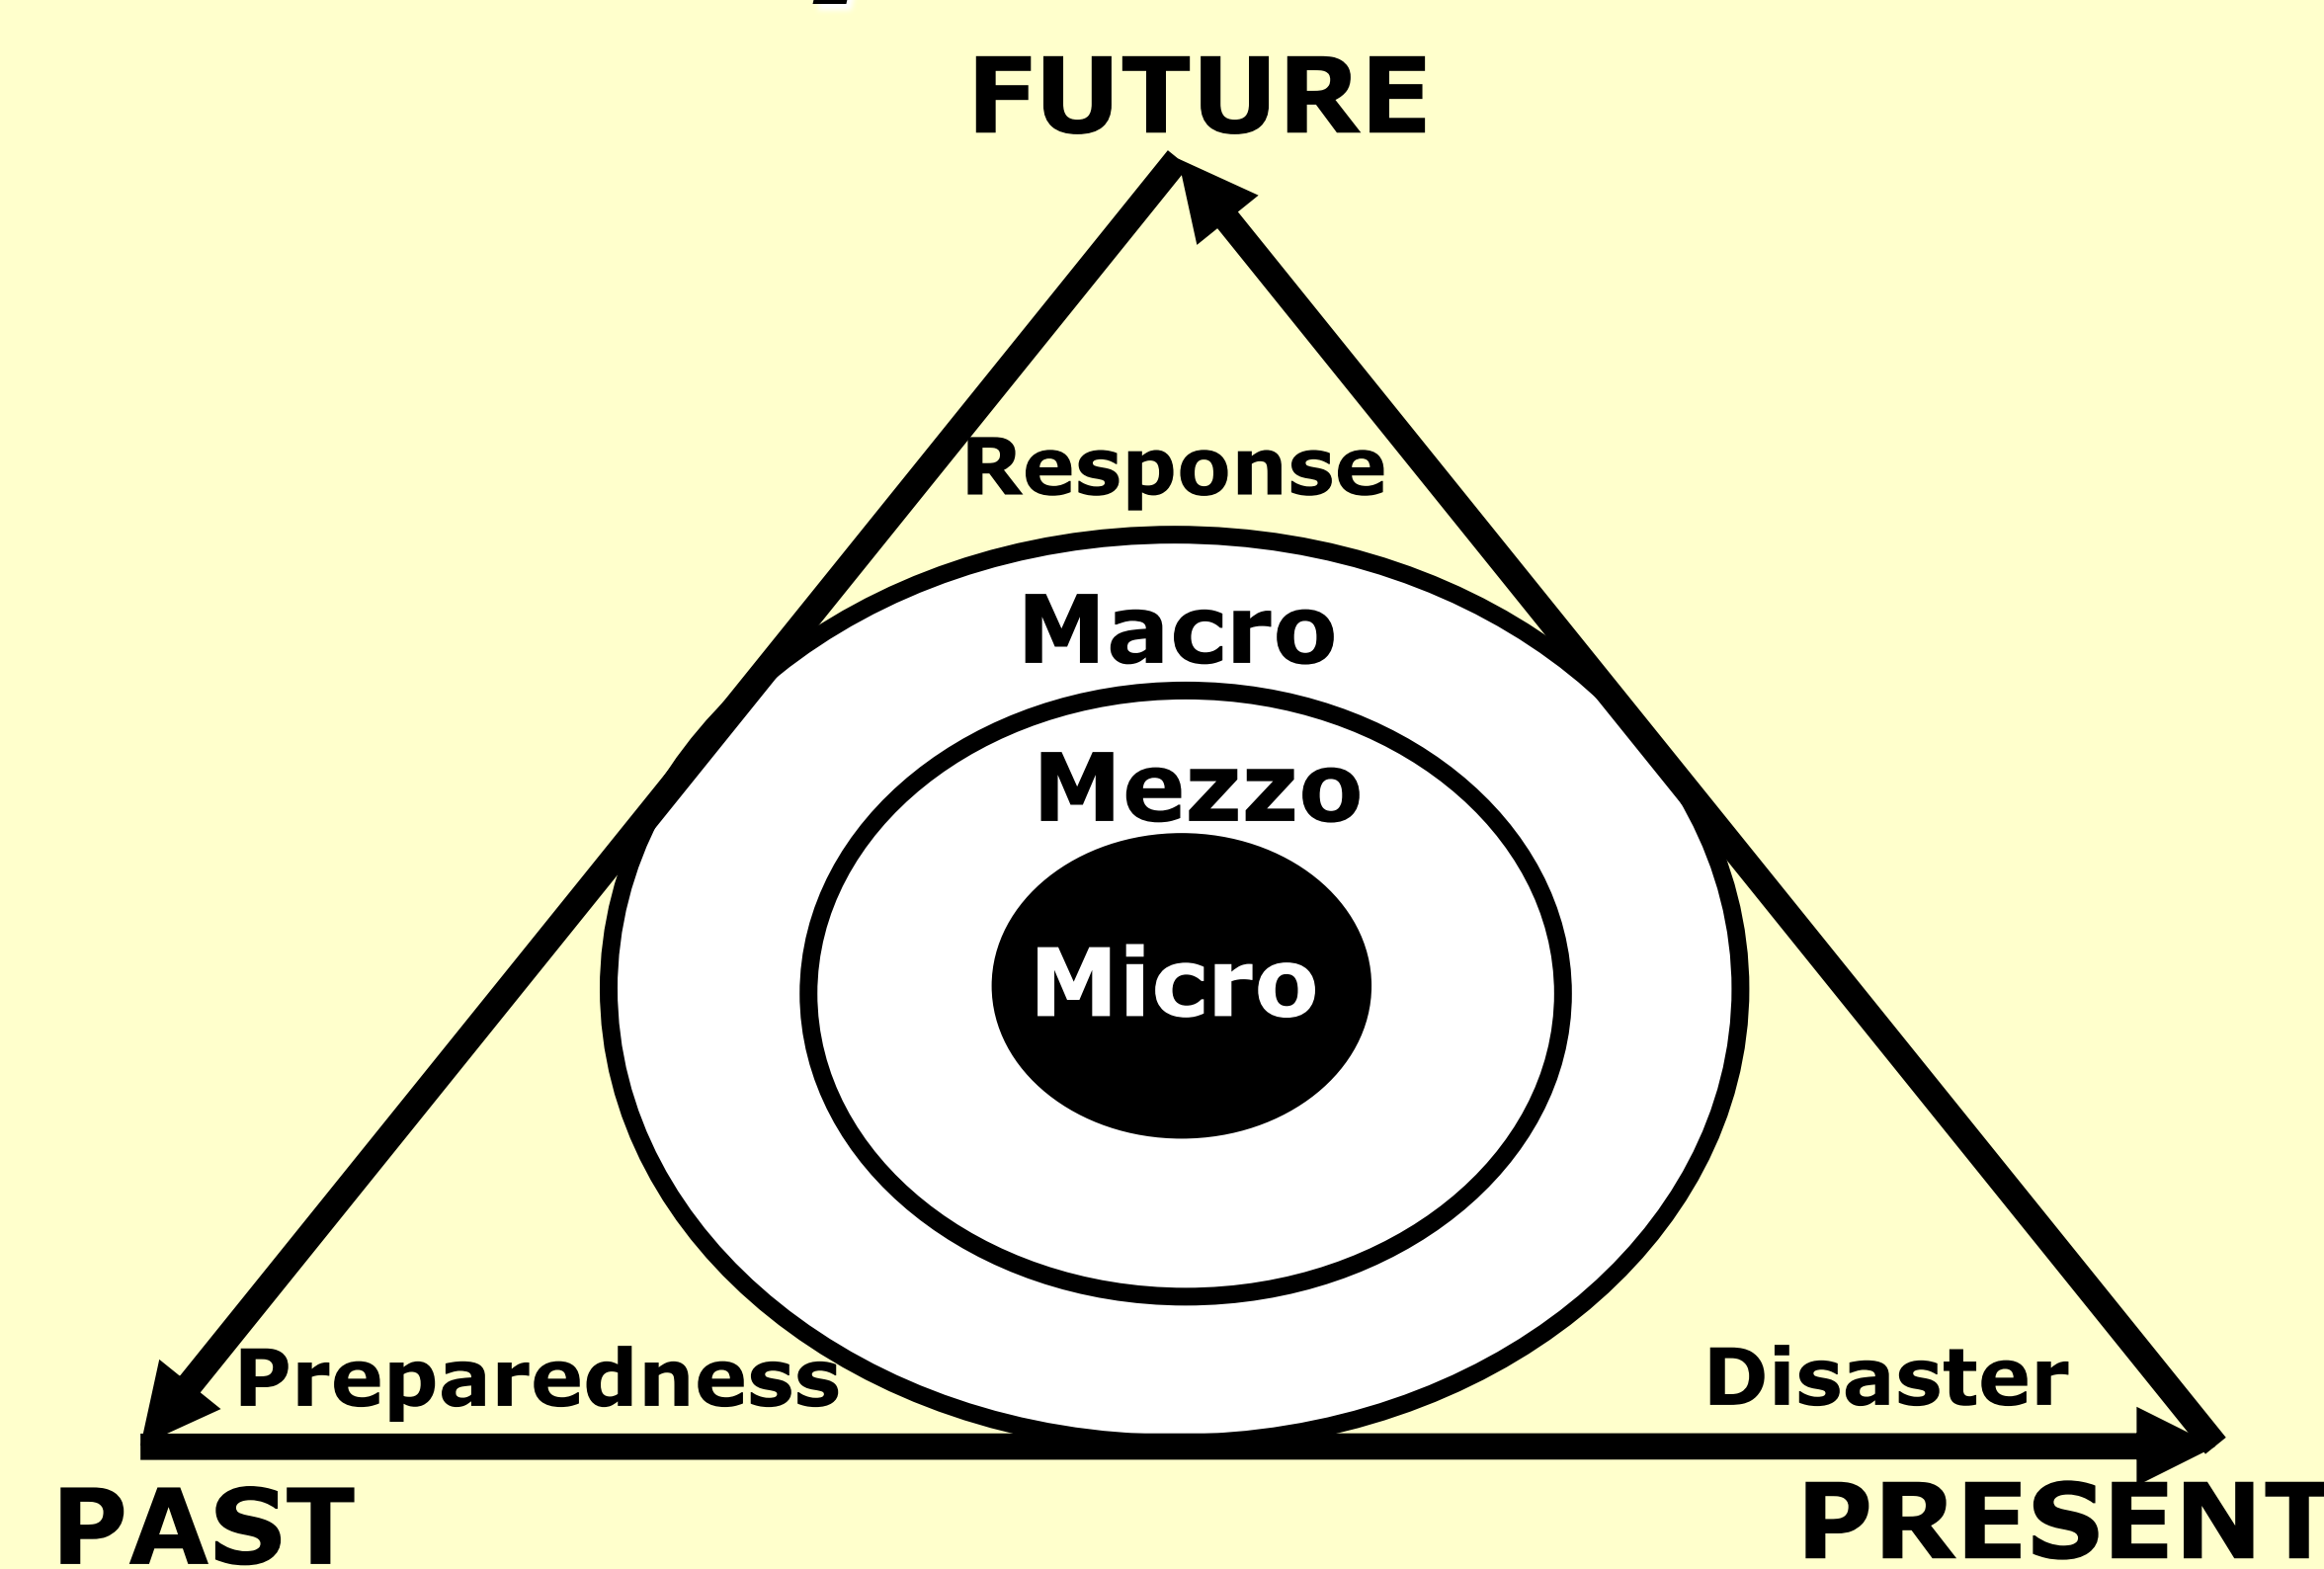 FUTURE
Response
Macro
Mezzo
Micro
Preparedness
Disaster
PAST
PRESENT